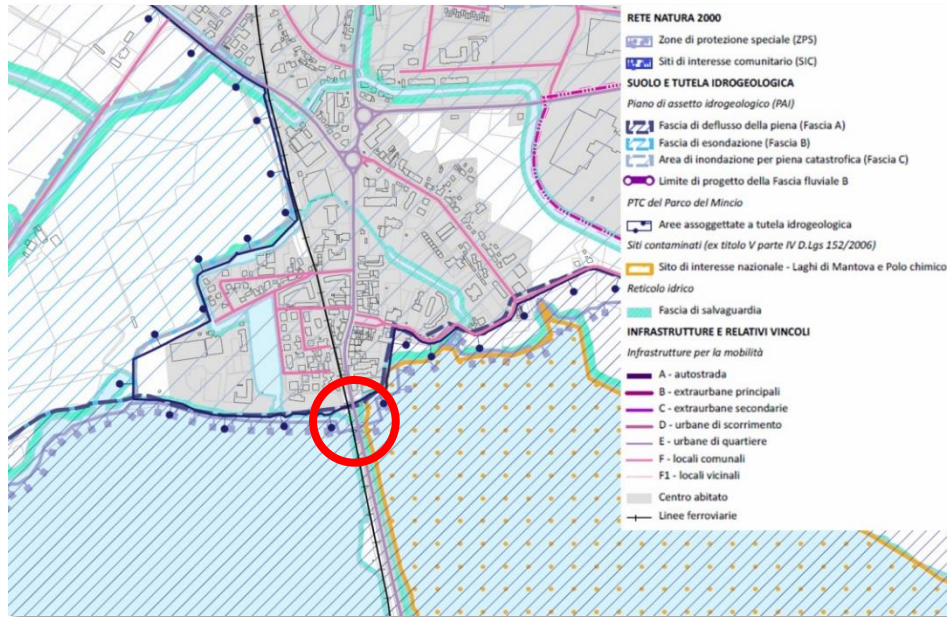 RETE NATURA 2000
Zone di protezione speciale (ZPS)
Siti di interesse comunitario (SIC)
SUOLO E TUTELA IDROGEOLOGICA
Piano di assetto idrogeologico (PAI)
Fascia di deflusso della piena (Fascia A)
Fascia di esondazione (Fascia B)
Area di inondazione per piena catastrofica (Fascia C)
Limite di progetto della Fascia fluviale B
PTC del Parco del Mincio
Aree assoggettate a tutela idrogeologica
Siti contaminati (ex titolo V parte IV D.Lgs 152/2006)
Sito di interesse nazionale - Laghi di Mantova e Polo chimico
Reticolo idrico
Fascia di salvaguardia
INFRASTRUTTURE E RELATIVI VINCOLI
Infrastrutture per la mobilità
A - autostrada
B - extraurbane principali
C - extraurbane secondarie
D - urbane di scorrimento
E - urbane di quartiere
F - locali comunali
F1 - locali vicinali
Centro abitato
Linee ferroviarie